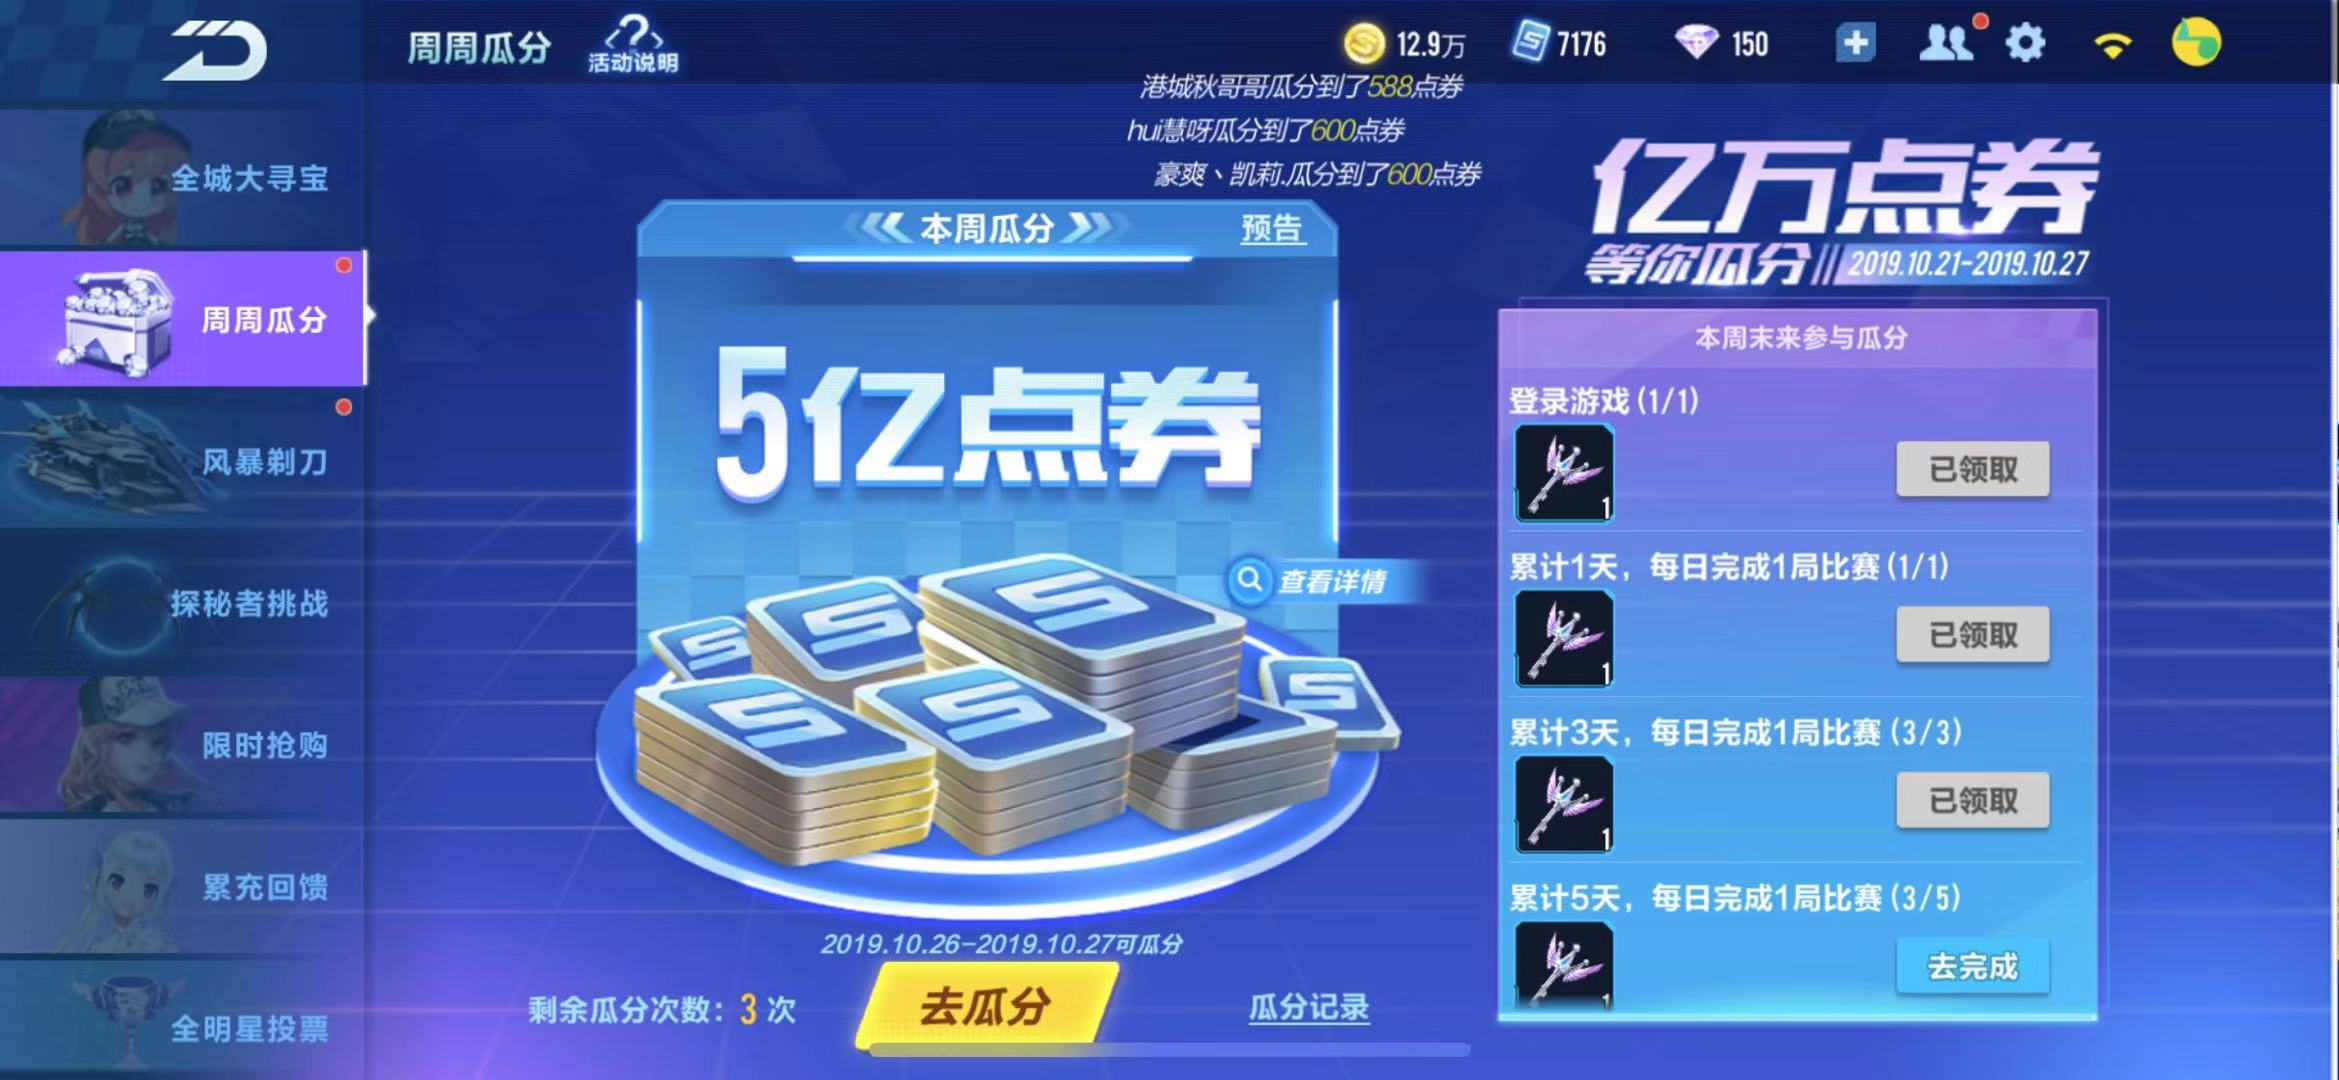 周周瓜分
活动说明
12.9万
7176
150
港城秋哥哥瓜分到了588点券
hui慧呀瓜分到了600点券
豪爽丶凯莉.瓜分到了600点券
全城大寻宝
周周瓜分
风暴剃刀
探秘者挑战
限时抢购
累充回馈
全明星投票
本周瓜分
预告
5亿点券
查看详情
2019.10.26-2019.10.27可瓜分
剩余瓜分次数：3次
去瓜分
瓜分记录
亿万点券
等你瓜分
2019.10.21-2019.10.27
本周末来参与瓜分
登录游戏(1/1)
1
已领取
累计1天，每日完成1局比赛(1/1)
1
已领取
累计3天，每日完成1局比赛(3/3)
1
已领取
累计5天，每日完成1局比赛(3/5)
1
去完成